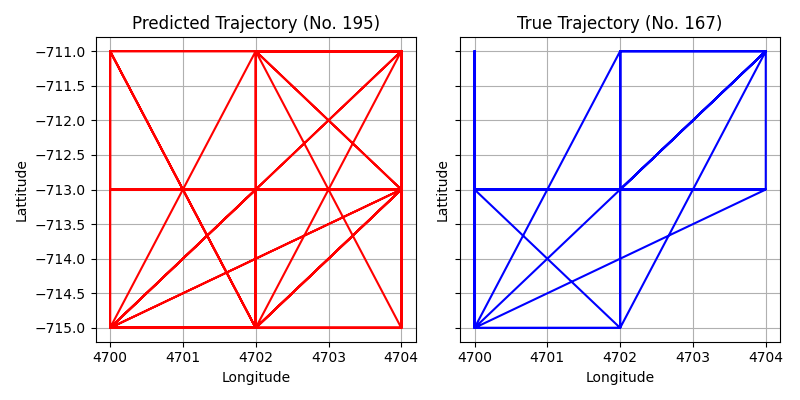 Predicted Trajectory (No. 195)
True Trajectory (No. 167)
−711.0
−711.5
−712.0
−712.5
−713.0
−713.5
−714.0
−714.5
−715.0
Lattitude
Lattitude
4700 4701 4702 4703 4704
4700 4701 4702 4703 4704
Longitude
Longitude